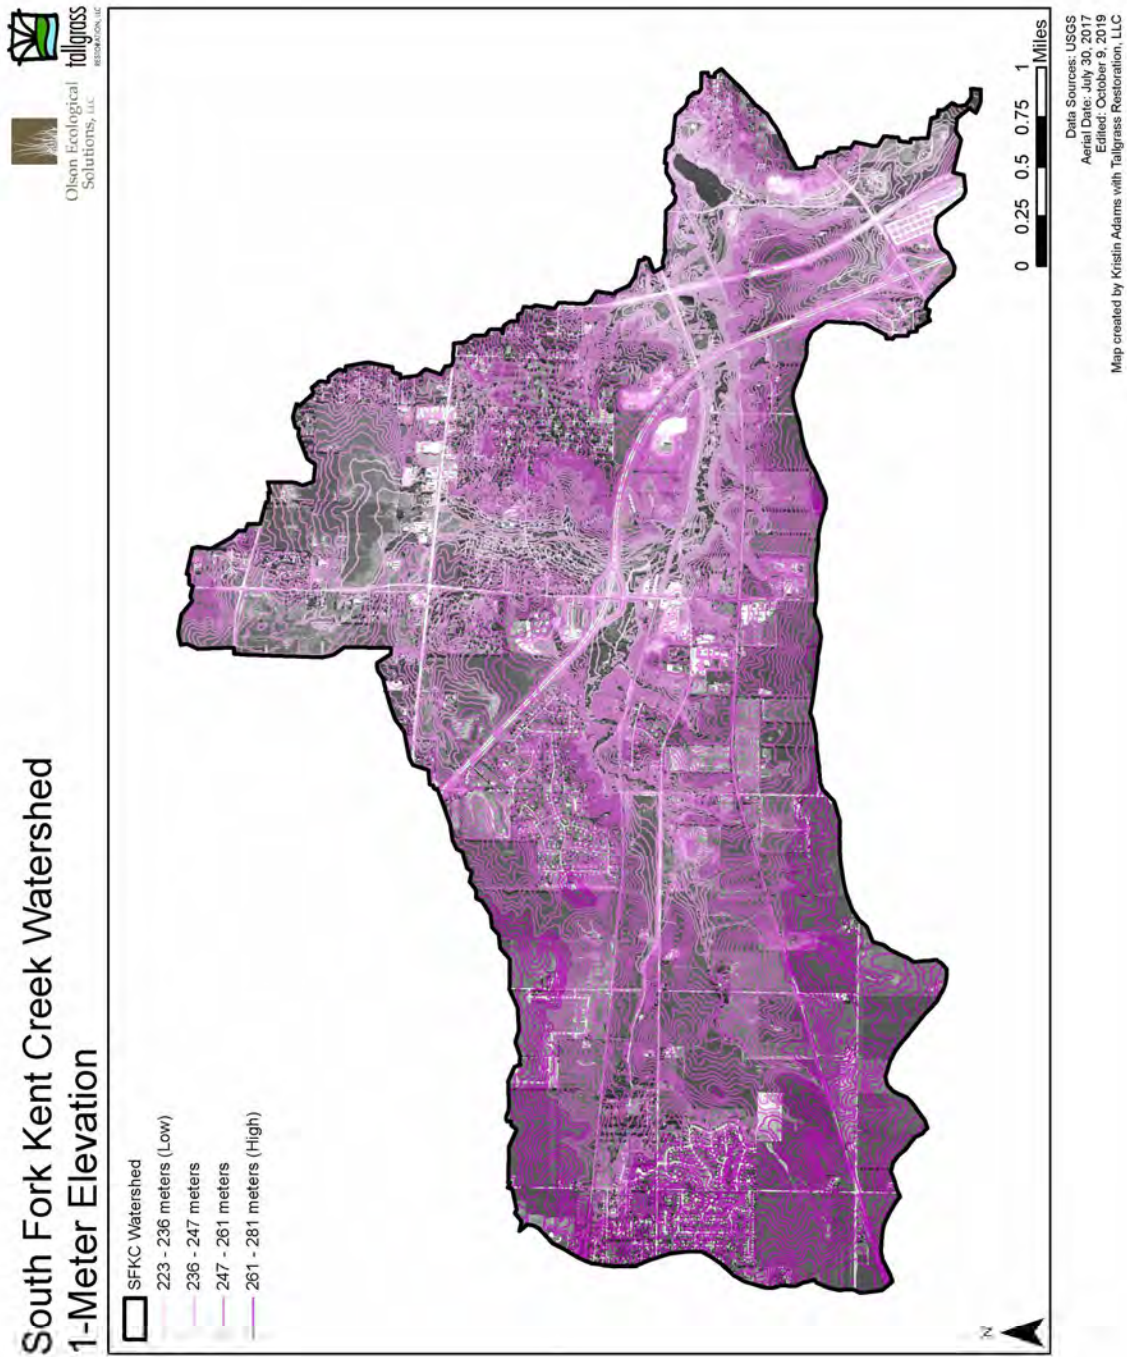 South Fork Kent Creek Watershed
1-Meter Elevation
Olson Ecological
Solutions, LLC
tallgrass
RESTORATION, LLC
SFKC Watershed
223 - 236 meters (Low)
236 - 247 meters
247 - 261 meters
261 - 281 meters (High)
N
0 0.25 0.5 0.75 1
Miles
Data Sources: USGS
Aerial Date: July 30, 2017
Edited: October 9, 2019
Map created by Kristin Adams with Tallgrass Restoration, LLC